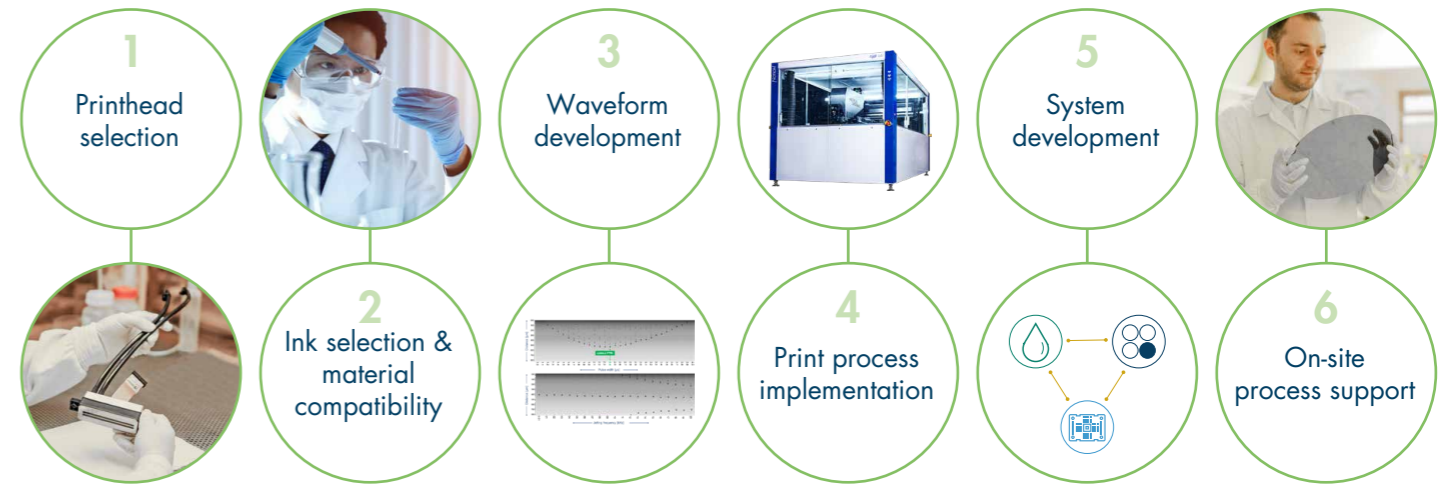 1
Printhead
selection
2
Ink selection &
material
compatibility
3
Waveform
development
4
Print process
implementation
5
System
development
6
On-site
process support